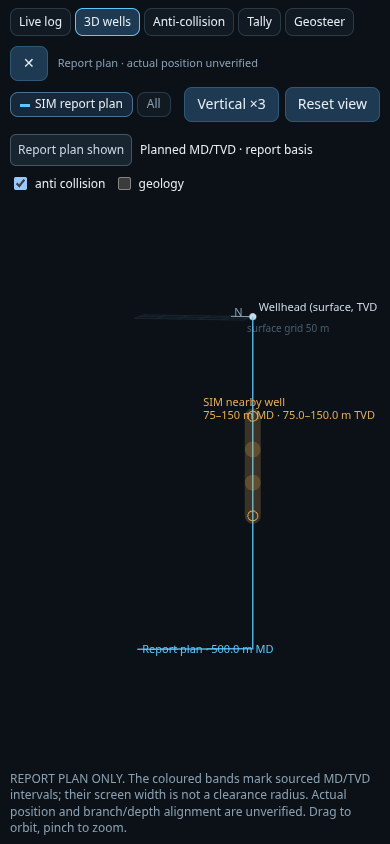 Live log 3D wells Anti-collision Tally Geosteer
✕ Report plan · actual position unverified
SIM report plan All Vertical ×3 Reset view
Report plan shown Planned MD/TVD · report basis
anti collision geology
Wellhead (surface, TVD
N
surface grid 50 m
SIM nearby well
75–150 m MD · 75.0–150.0 m TVD
Report plan · 500.0 m MD
REPORT PLAN ONLY. The coloured bands mark sourced MD/TVD
intervals; their screen width is not a clearance radius. Actual
position and branch/depth alignment are unverified. Drag to
orbit, pinch to zoom.